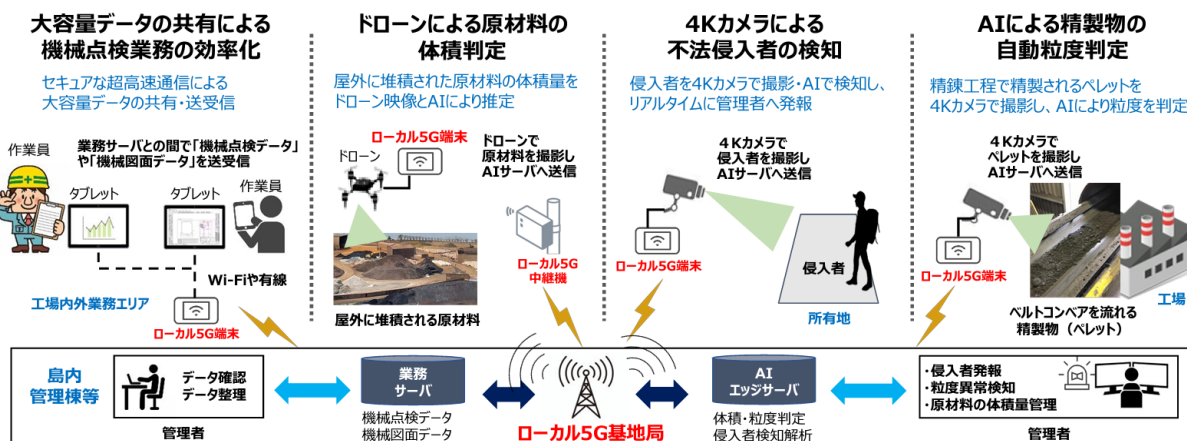 大容量データの共有による
機械点検業務の効率化
セキュアな超高速通信による
大容量データの共有・送受信
作業員
業務サーバとの間で「機械点検データ」
や「機械図面データ」を送受信
タブレット
タブレット
作業員
Wi-Fiや有線
工場内外業務エリア
ローカル5G端末
ドローンによる原材料の
体積判定
屋外に堆積された原材料の体積量を
ドローン映像とAIにより推定
ドローン
ローカル5G端末
ドローンで
原材料を撮影し
AIサーバへ送信
ローカル5G
中継機
屋外に堆積される原材料
4Kカメラによる
不法侵入者の検知
侵入者を4Kカメラで撮影・AIで検知し、
リアルタイムに管理者へ発報
4Kカメラで
侵入者を撮影し
AIサーバへ送信
ローカル5G端末
侵入者
所有地
AIによる精製物の
自動粒度判定
精錬工程で精製されるペレットを
4Kカメラで撮影し、AIにより粒度を判定
4Kカメラで
ペレットを撮影し
AIサーバへ送信
ローカル5G端末
工場
ベルトコンベアを流れる
精製物（ペレット）
島内
管理棟等
データ確認
データ整理
管理者
業務
サーバ
機械点検データ
機械図面データ
ローカル5G基地局
AI
エッジサーバ
体積・粒度判定
侵入者検知解析
・侵入者発報
・粒度異常検知
・原材料の体積量管理
管理者